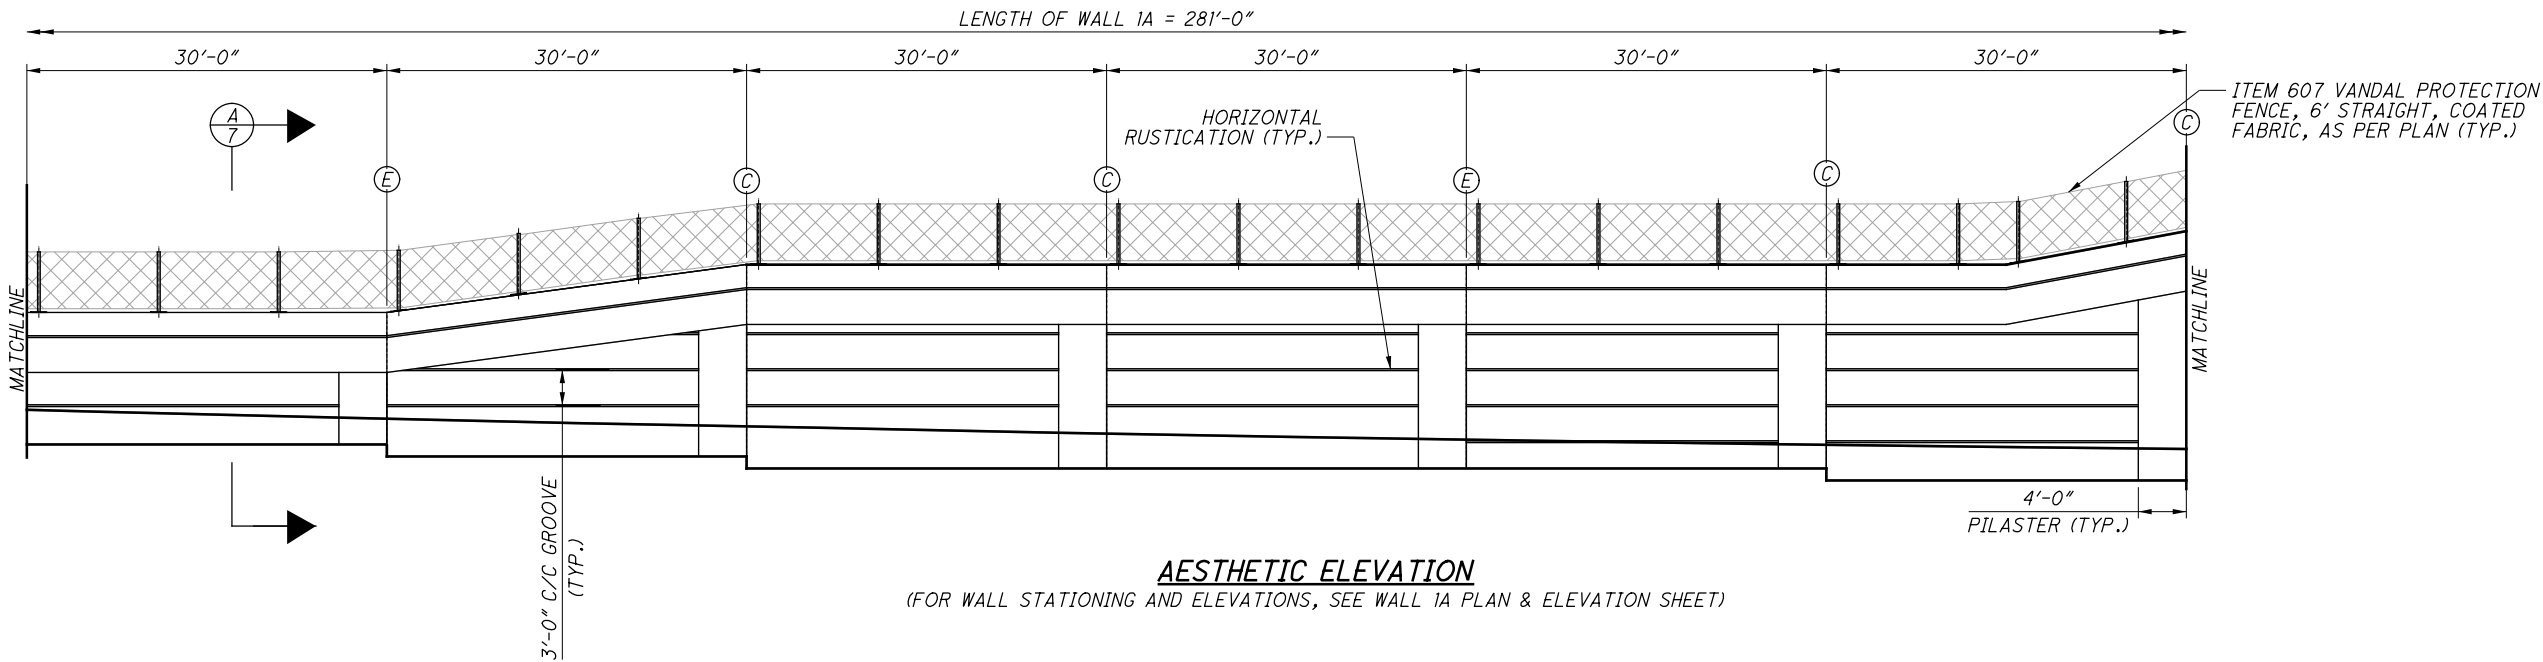 LENGTH OF WALL 1A = 281'-0"
30'-0"
30'-0"
30'-0"
30'-0"
30'-0"
30'-0"
ITEM 607 VANDAL PROTECTION
FENCE, 6' STRAIGHT, COATED
FABRIC, AS PER PLAN (TYP.)
A
7
HORIZONTAL
RUSTICATION (TYP.)
E
C
C
E
C
C
MATCHLINE
MATCHLINE
3'-0" C/C GROOVE
(TYP.)
4'-0"
PILASTER (TYP.)
AESTHETIC ELEVATION
(FOR WALL STATIONING AND ELEVATIONS, SEE WALL 1A PLAN & ELEVATION SHEET)